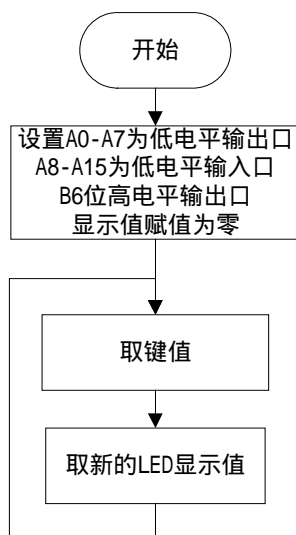 开始
设置A0-A7为低电平输出口
A8-A15为低电平输入口
B6位高电平输出口
显示值赋值为零
取键值
取新的LED显示值